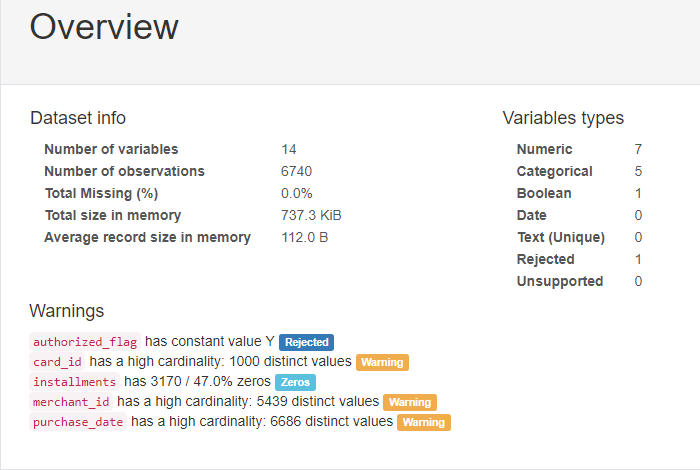 Overview
Dataset info
Number of variables 14
Number of observations 6740
Total Missing (%) 0.0%
Total size in memory 737.3 KiB
Average record size in memory 112.0 B
Variables types
Numeric 7
Categorical 5
Boolean 1
Date 0
Text (Unique) 0
Rejected 1
Unsupported 0
Warnings
authorized_flag has constant value Y Rejected
card_id has a high cardinality: 1000 distinct values Warning
installments has 3170 / 47.0% zeros Zeros
merchant_id has a high cardinality: 5439 distinct values Warning
purchase_date has a high cardinality: 6686 distinct values Warning